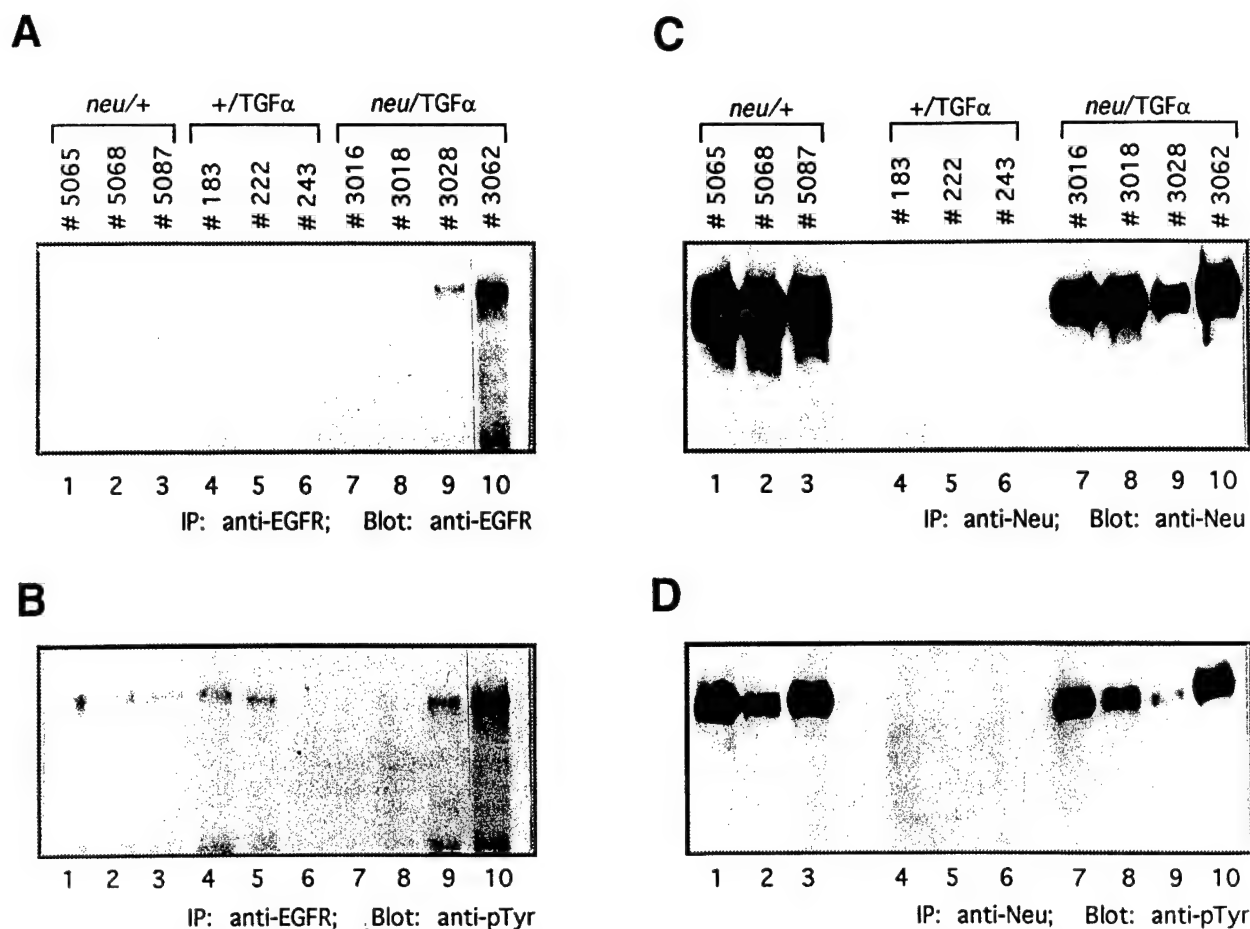 A
neu/+ +/TGFα neu/TGFα
# 5065 # 5068 # 5087 # 183 # 222 # 243 # 3016 # 3018 # 3028 # 3062
1 2 3 4 5 6 7 8 9 10
IP: anti-EGFR; Blot: anti-EGFR
B
1 2 3 4 5 6 7 8 9 10
IP: anti-EGFR; Blot: anti-pTyr
C
neu/+ +/TGFα neu/TGFα
# 5065 # 5068 # 5087 # 183 # 222 # 243 # 3016 # 3018 # 3028 # 3062
1 2 3 4 5 6 7 8 9 10
IP: anti-Neu; Blot: anti-Neu
D
1 2 3 4 5 6 7 8 9 10
IP: anti-Neu; Blot: anti-pTyr